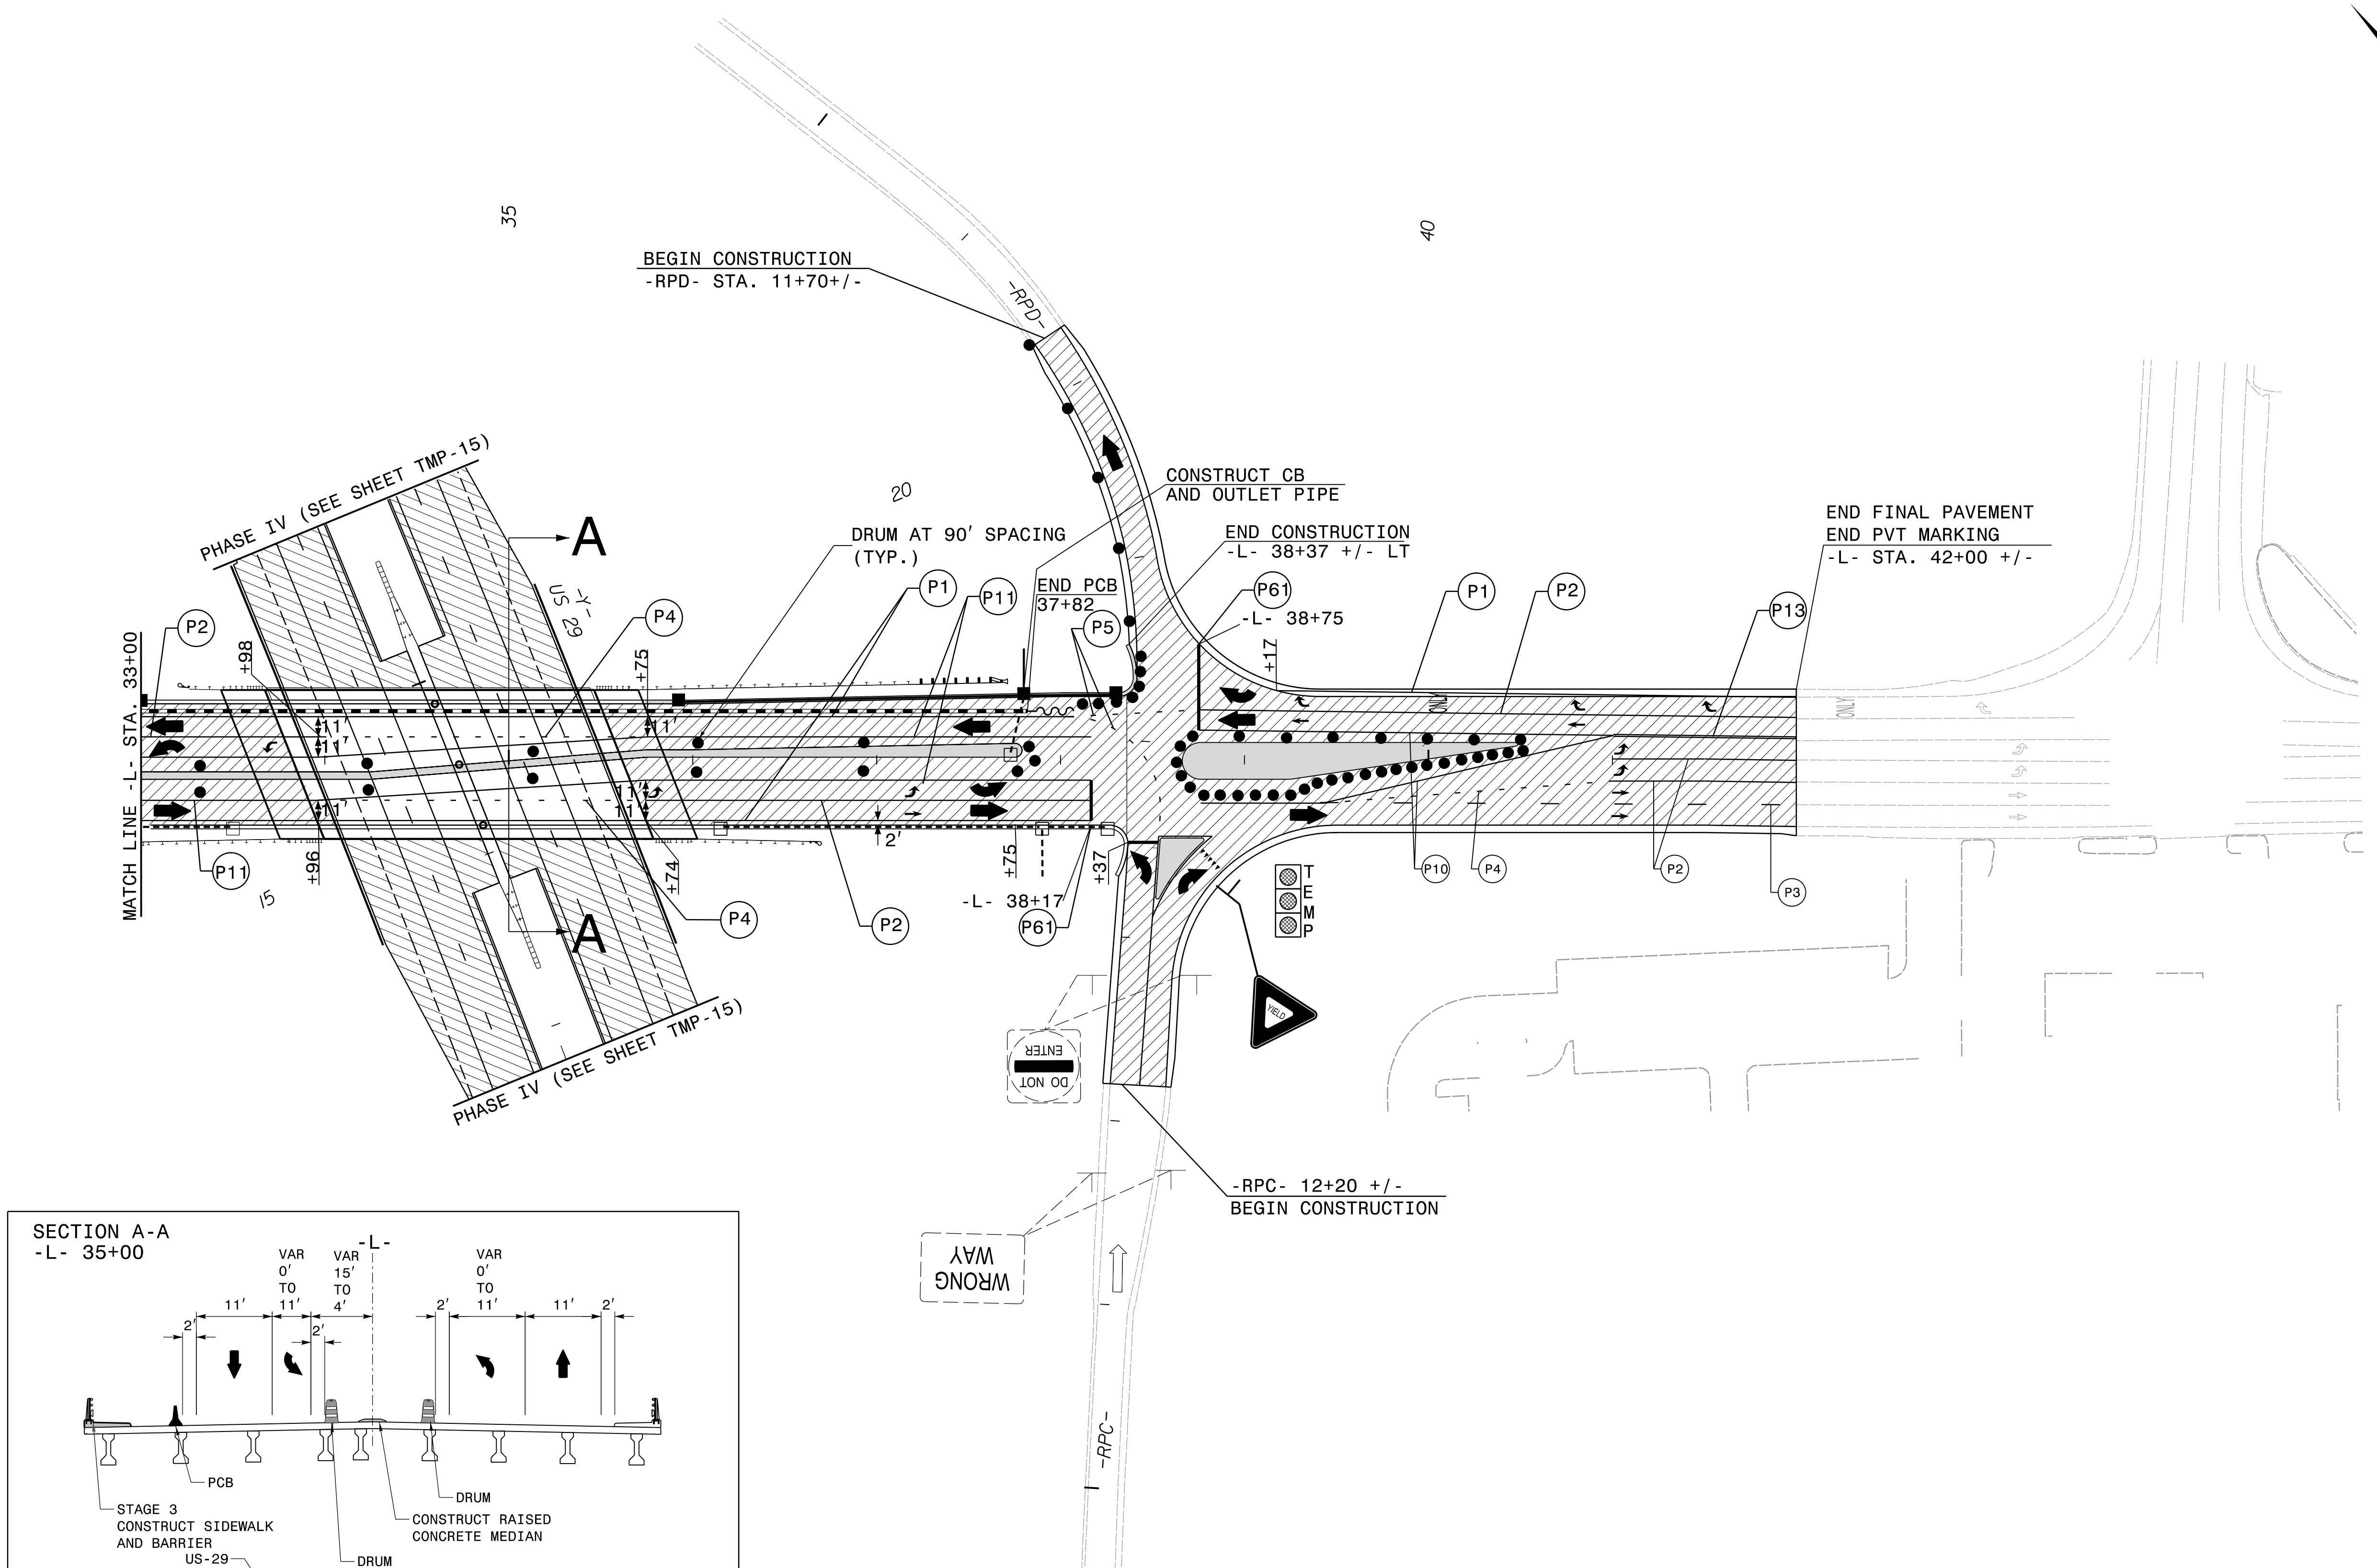 35
40
BEGIN CONSTRUCTION
-RPD- STA. 11+70+/-
-RPD-
PHASE IV (SEE SHEET TMP-15)
20
A
-Y-
US 29
DRUM AT 90' SPACING
(TYP.)
CONSTRUCT CB
AND OUTLET PIPE
END CONSTRUCTION
-L- 38+37 +/- LT
END FINAL PAVEMENT
END PVT MARKING
-L- STA. 42+00 +/-
END PCB
37+82
P1
P11
P5
P61
-L- 38+75
+17
P1
P2
P13
P2
P4
+98
+75
MATCH LINE -L- STA. 33+00
11'
11'
11'
11'
11'
11'
2'
ONLY
ONLY
P11
15
+96
+74
+75
+37
-L- 38+17
P61
P4
P2
A
P10
P4
P2
P3
TEMP
YIELD
DO NOT
ENTER
PHASE IV (SEE SHEET TMP-15)
-RPC- 12+20 +/-
BEGIN CONSTRUCTION
WRONG
WAY
-RPC-
SECTION A-A
-L- 35+00
-L-
VAR
0'
TO
11'
VAR
15'
TO
4'
VAR
0'
TO
11'
11'
2'
2'
2'
11'
2'
PCB
STAGE 3
CONSTRUCT SIDEWALK
AND BARRIER
US-29
DRUM
DRUM
CONSTRUCT RAISED
CONCRETE MEDIAN